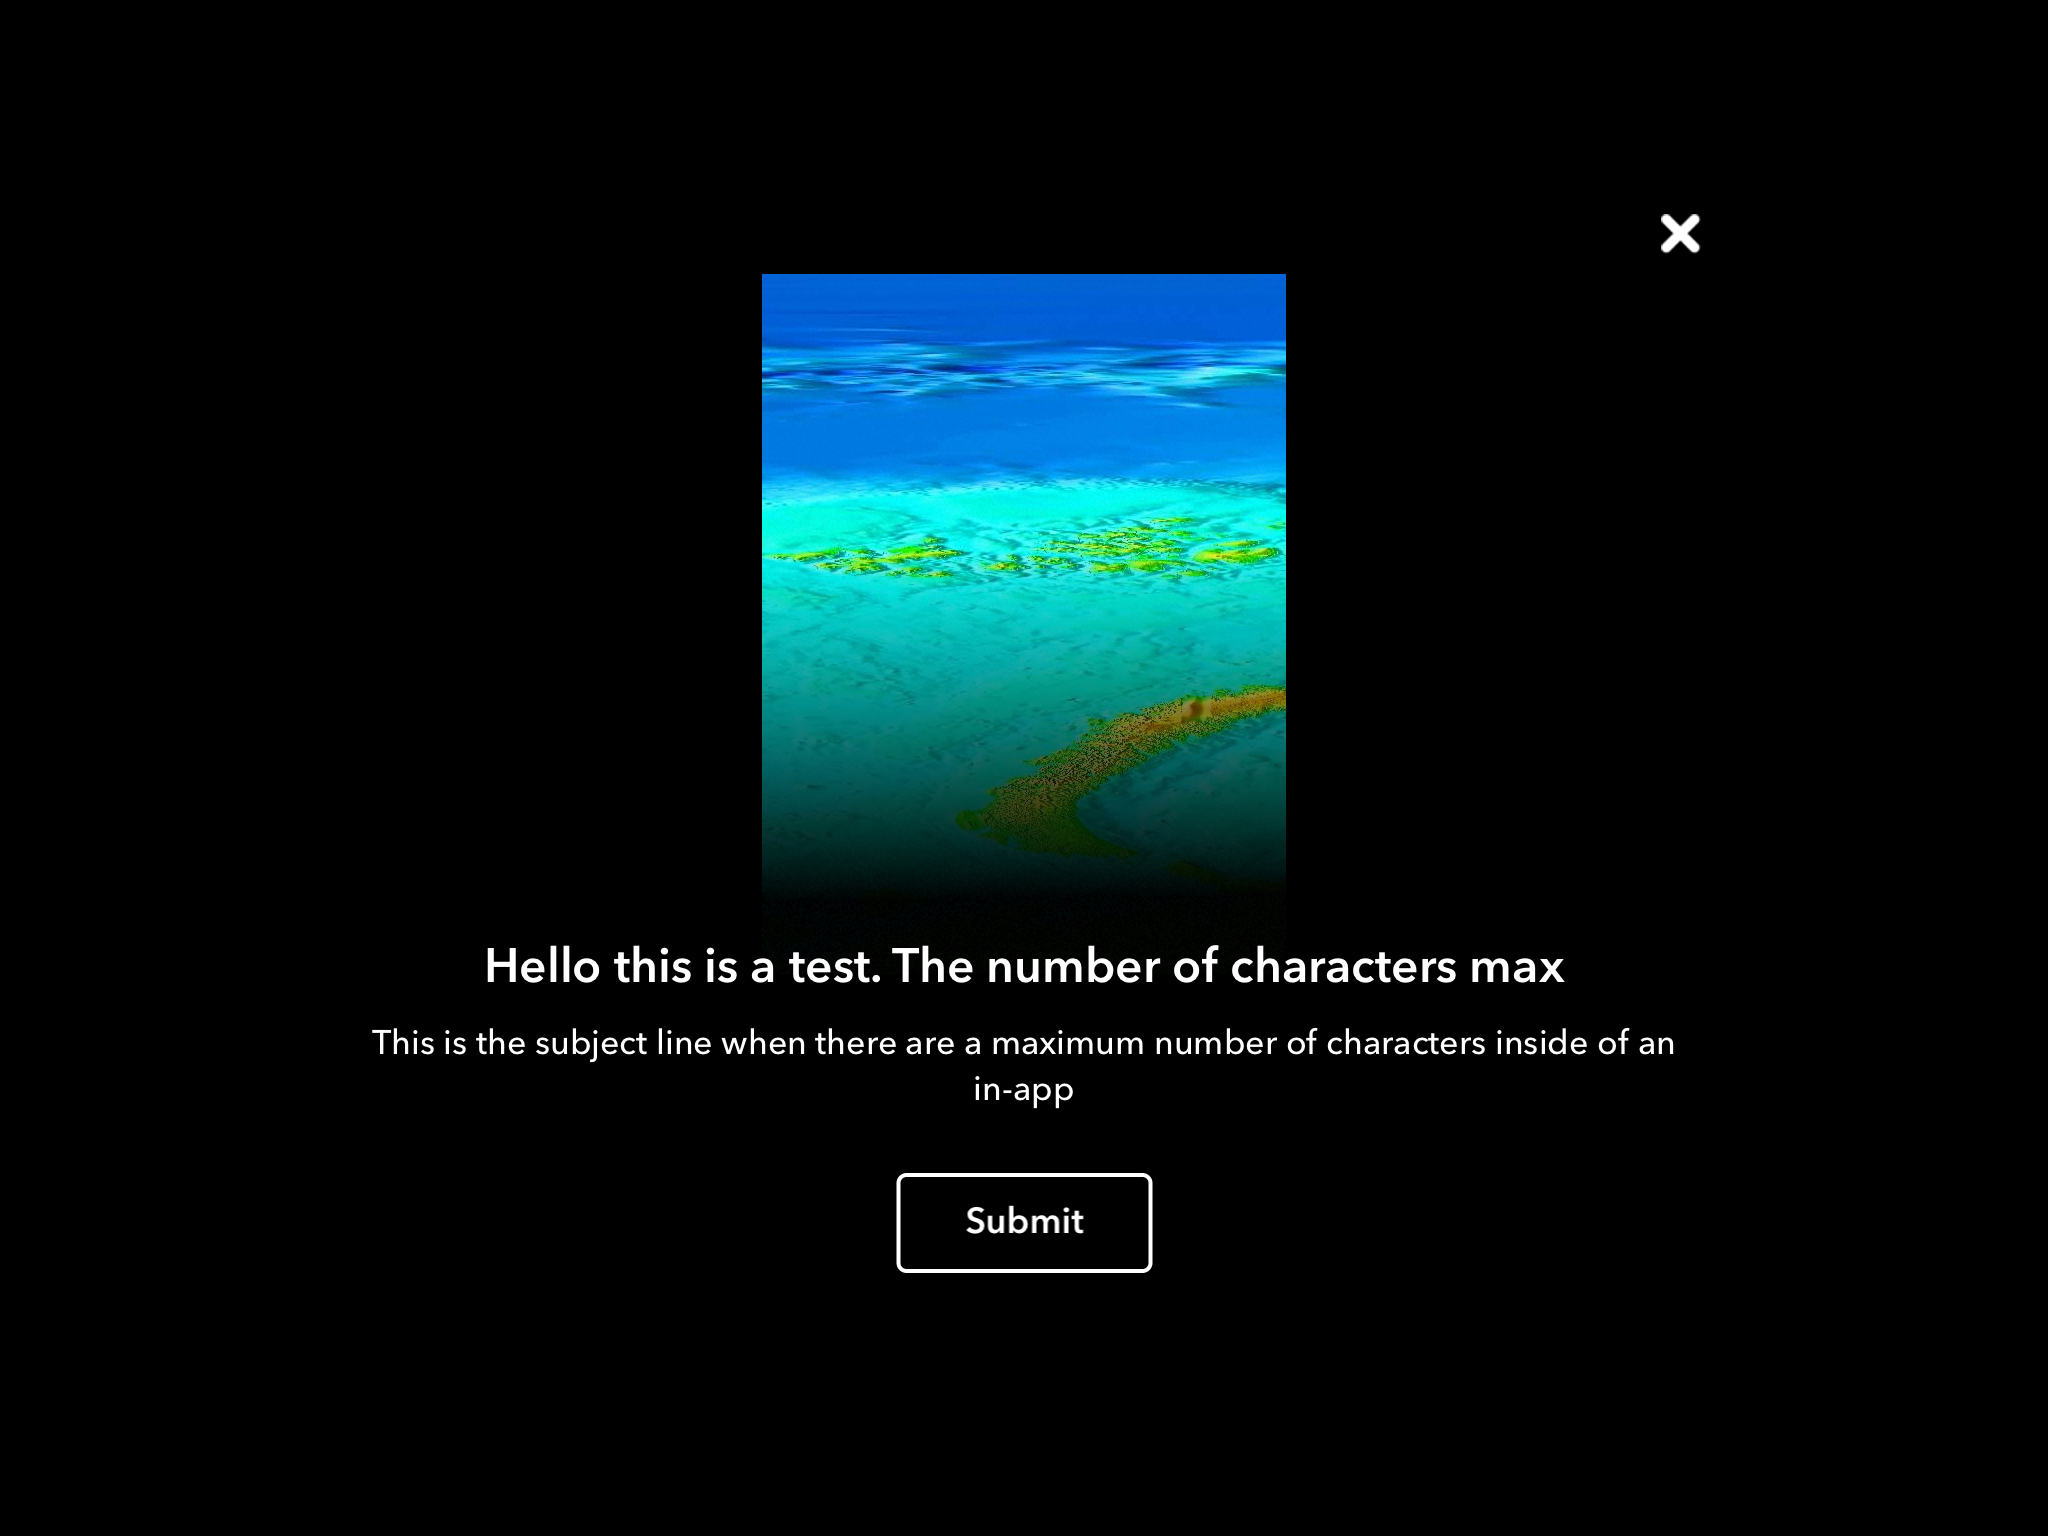 Hello this is a test. The number of characters max
This is the subject line when there are a maximum number of characters inside of an
in-app
Submit